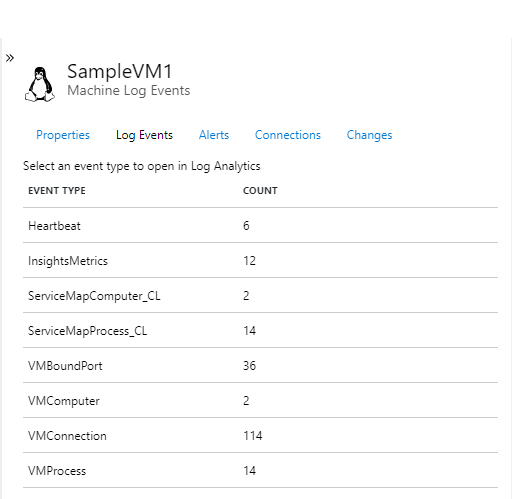 »
SampleVM1
Machine Log Events
Properties Log Events Alerts Connections Changes
Select an event type to open in Log Analytics
EVENT TYPE COUNT
Heartbeat 6
InsightsMetrics 12
ServiceMapComputer_CL 2
ServiceMapProcess_CL 14
VMBoundPort 36
VMComputer 2
VMConnection 114
VMProcess 14